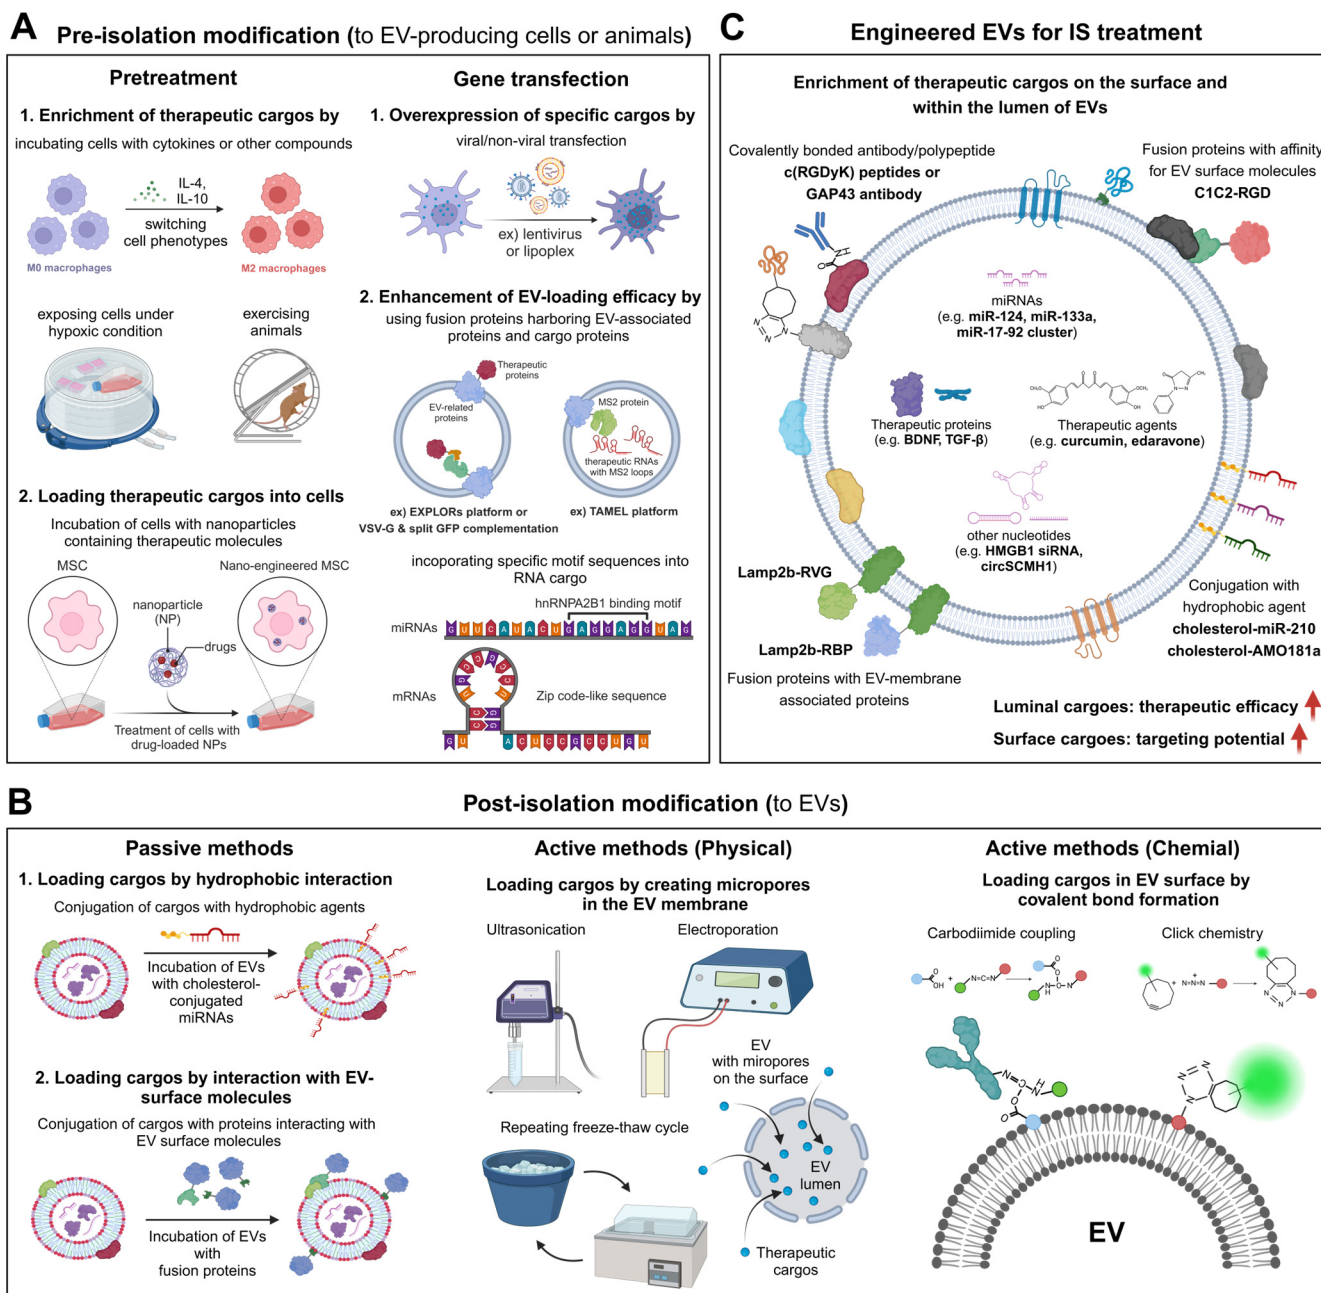 A
Pre-isolation modification (to EV-producing cells or animals)
Pretreatment
1. Enrichment of therapeutic cargos by
incubating cells with cytokines or other compounds
IL-4,
IL-10
switching
cell phenotypes
M0 macrophages
M2 macrophages
exposing cells under
hypoxic condition
exercising
animals
2. Loading therapeutic cargos into cells
Incubation of cells with nanoparticles
containing therapeutic molecules
MSC
Nano-engineered MSC
nanoparticle
(NP)
drugs
Treatment of cells with
drug-loaded NPs
Gene transfection
1. Overexpression of specific cargos by
viral/non-viral transfection
ex) lentivirus
or lipoplex
2. Enhancement of EV-loading efficacy by
using fusion proteins harboring EV-associated
proteins and cargo proteins
Therapeutic
proteins
EV-related
proteins
MS2 protein
therapeutic RNAs
with MS2 loops
ex) EXPLORs platform or
VSV-G & split GFP complementation
ex) TAMEL platform
incoporating specific motif sequences into
RNA cargo
hnRNPA2B1 binding motif
miRNAs
G U U C A U A C U G A G G A G G U A G
mRNAs
Zip code-like sequence
G U
A C U C C G C C U G U
C
Engineered EVs for IS treatment
Enrichment of therapeutic cargos on the surface and
within the lumen of EVs
Covalently bonded antibody/polypeptide
c(RGDyK) peptides or
GAP43 antibody
Fusion proteins with affinity
for EV surface molecules
C1C2-RGD
miRNAs
(e.g. miR-124, miR-133a,
miR-17-92 cluster)
Therapeutic proteins
(e.g. BDNF, TGF-β)
Therapeutic agents
(e.g. curcumin, edaravone)
other nucleotides
(e.g. HMGB1 siRNA,
circSCMH1)
Lamp2b-RVG
Lamp2b-RBP
Fusion proteins with EV-membrane
associated proteins
Conjugation with
hydrophobic agent
cholesterol-miR-210
cholesterol-AMO181a
Luminal cargoes: therapeutic efficacy
Surface cargoes: targeting potential
B
Post-isolation modification (to EVs)
Passive methods
1. Loading cargos by hydrophobic interaction
Conjugation of cargos with hydrophobic agents
Incubation of EVs
with cholesterol-
conjugated
miRNAs
2. Loading cargos by interaction with EV-
surface molecules
Conjugation of cargos with proteins interacting with
EV surface molecules
Incubation of EVs
with
fusion proteins
Active methods (Physical)
Loading cargos by creating micropores
in the EV membrane
Ultrasonication
Electroporation
Repeating freeze-thaw cycle
EV
with miropores
on the surface
EV
lumen
Therapeutic
cargos
Active methods (Chemial)
Loading cargos in EV surface by
covalent bond formation
Carbodiimide coupling
Click chemistry
EV